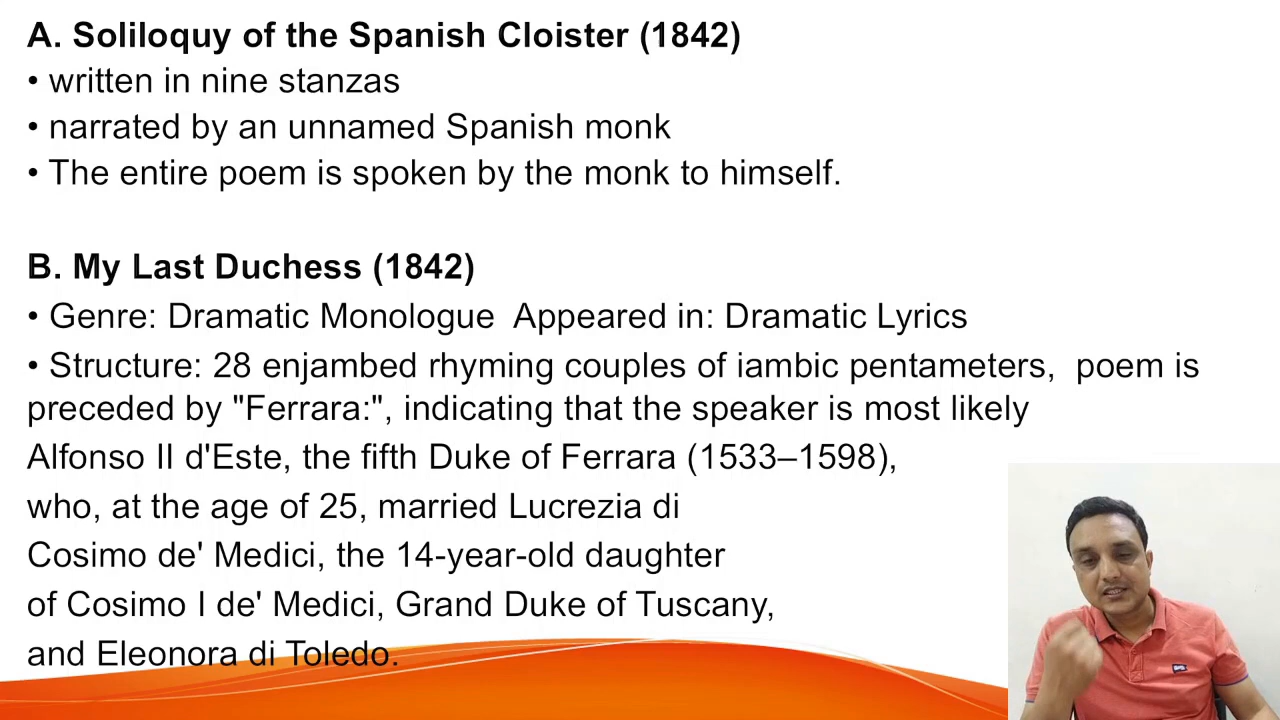 A. Soliloquy of the Spanish Cloister (1842)
• written in nine stanzas
• narrated by an unnamed Spanish monk
• The entire poem is spoken by the monk to himself.
B. My Last Duchess (1842)
• Genre: Dramatic Monologue  Appeared in: Dramatic Lyrics
• Structure: 28 enjambed rhyming couples of iambic pentameters,  poem is
preceded by "Ferrara:", indicating that the speaker is most likely
Alfonso II d'Este, the fifth Duke of Ferrara (1533–1598),
who, at the age of 25, married Lucrezia di
Cosimo de' Medici, the 14-year-old daughter
of Cosimo I de' Medici, Grand Duke of Tuscany,
and Eleonora di Toledo.